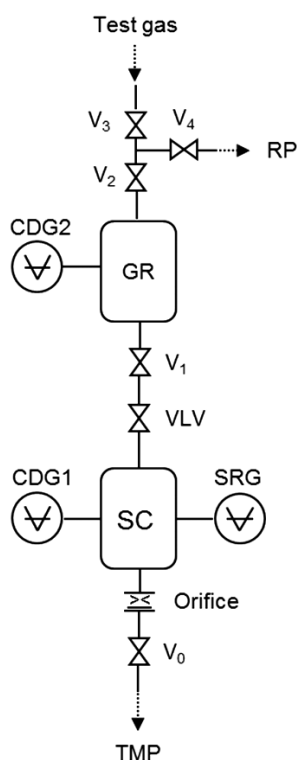 Test gas
V₃
V₄
RP
V₂
CDG2
GR
V₁
VLV
CDG1
SRG
SC
Orifice
V₀
TMP